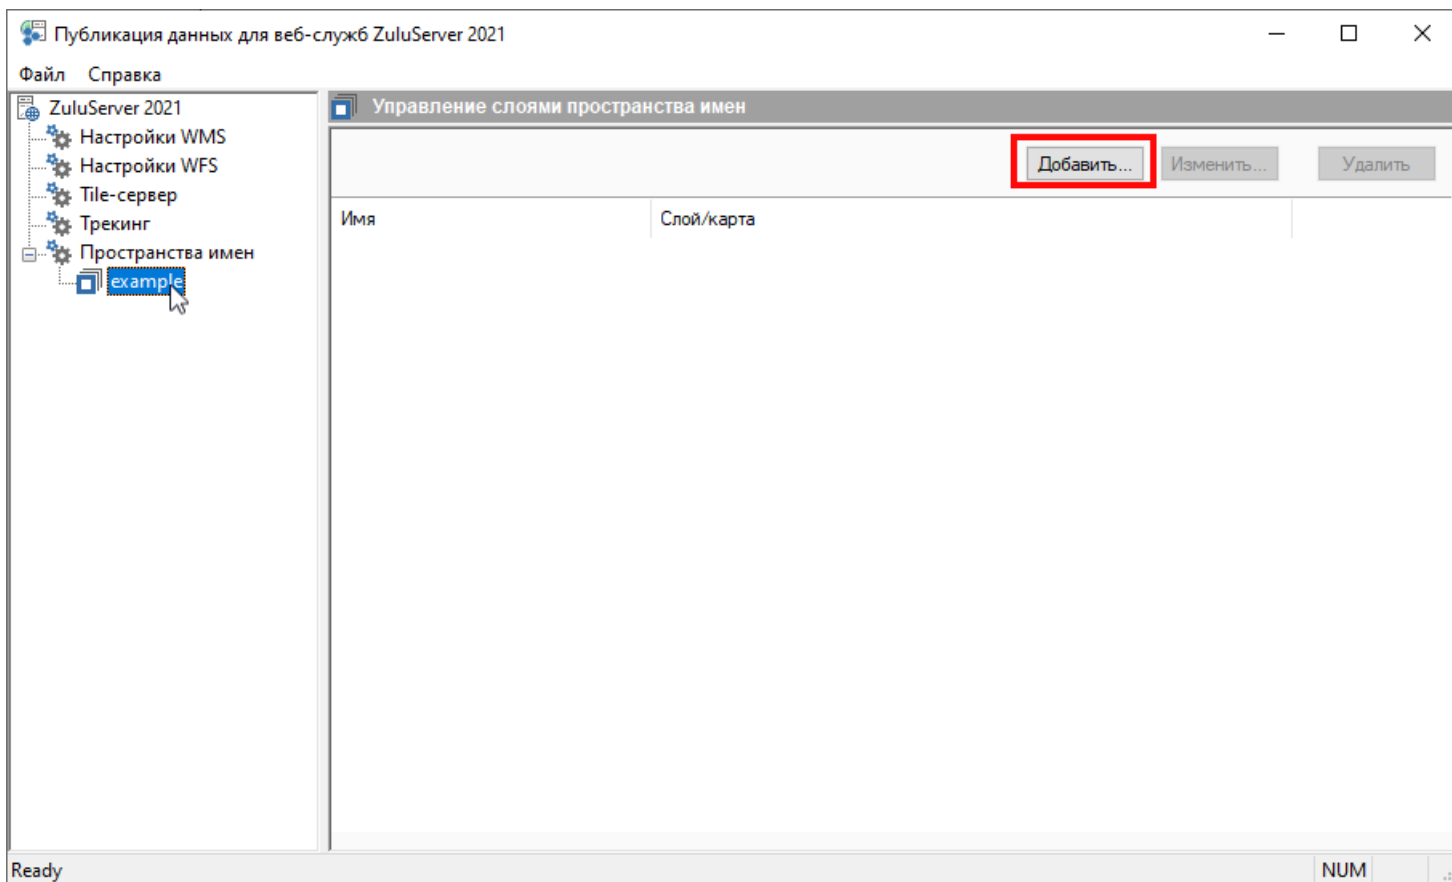 Публикация данных для веб-служб ZuluServer 2021
Файл Справка
ZuluServer 2021
Настройки WMS
Настройки WFS
Tile-сервер
Трекинг
Пространства имен
example
Управление слоями пространства имен
Добавить... Изменить... Удалить
Имя Слой/карта
Ready NUM